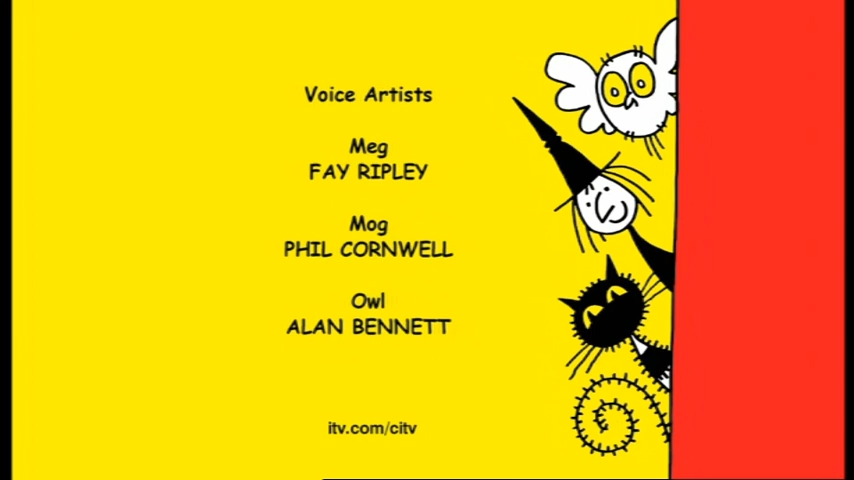 Voice Artists
Meg
FAY RIPLEY
Mog
PHIL CORNWELL
Owl
ALAN BENNETT
itv.com/citv